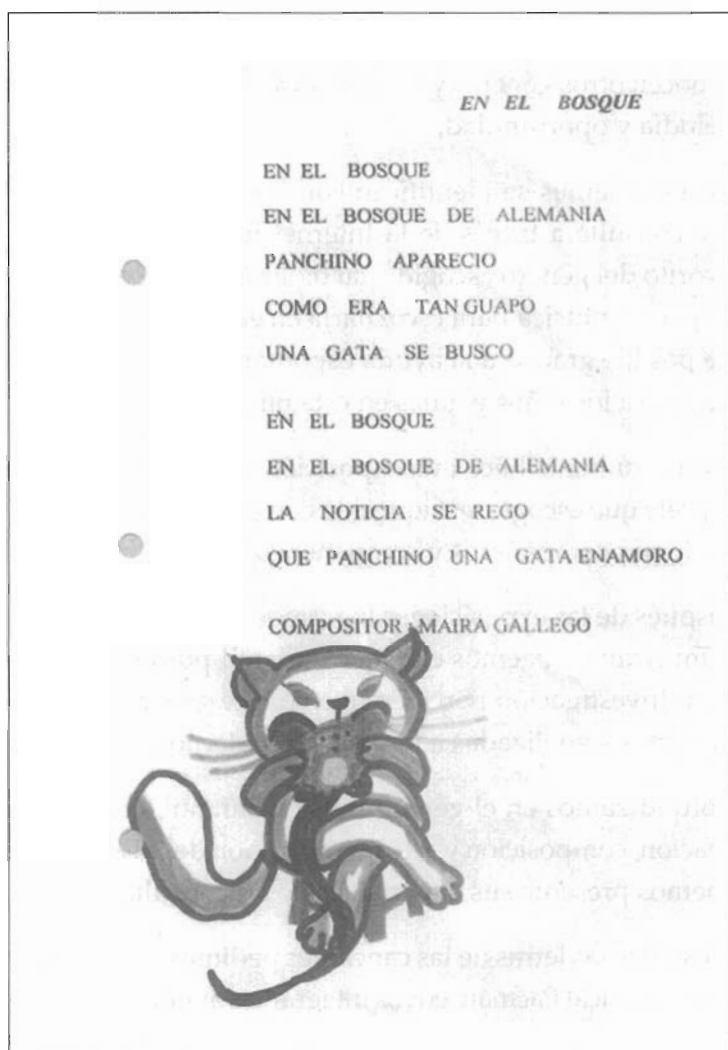 EN EL BOSQUE
EN EL BOSQUE
EN EL BOSQUE DE ALEMANIA
PANCHINO APARECIO
COMO ERA TAN GUAPO
UNA GATA SE BUSCO
EN EL BOSQUE
EN EL BOSQUE DE ALEMANIA
LA NOTICIA SE REGO
QUE PANCHINO UNA GATA ENAMORO
COMPOSITOR : MAIRA GALLEGO